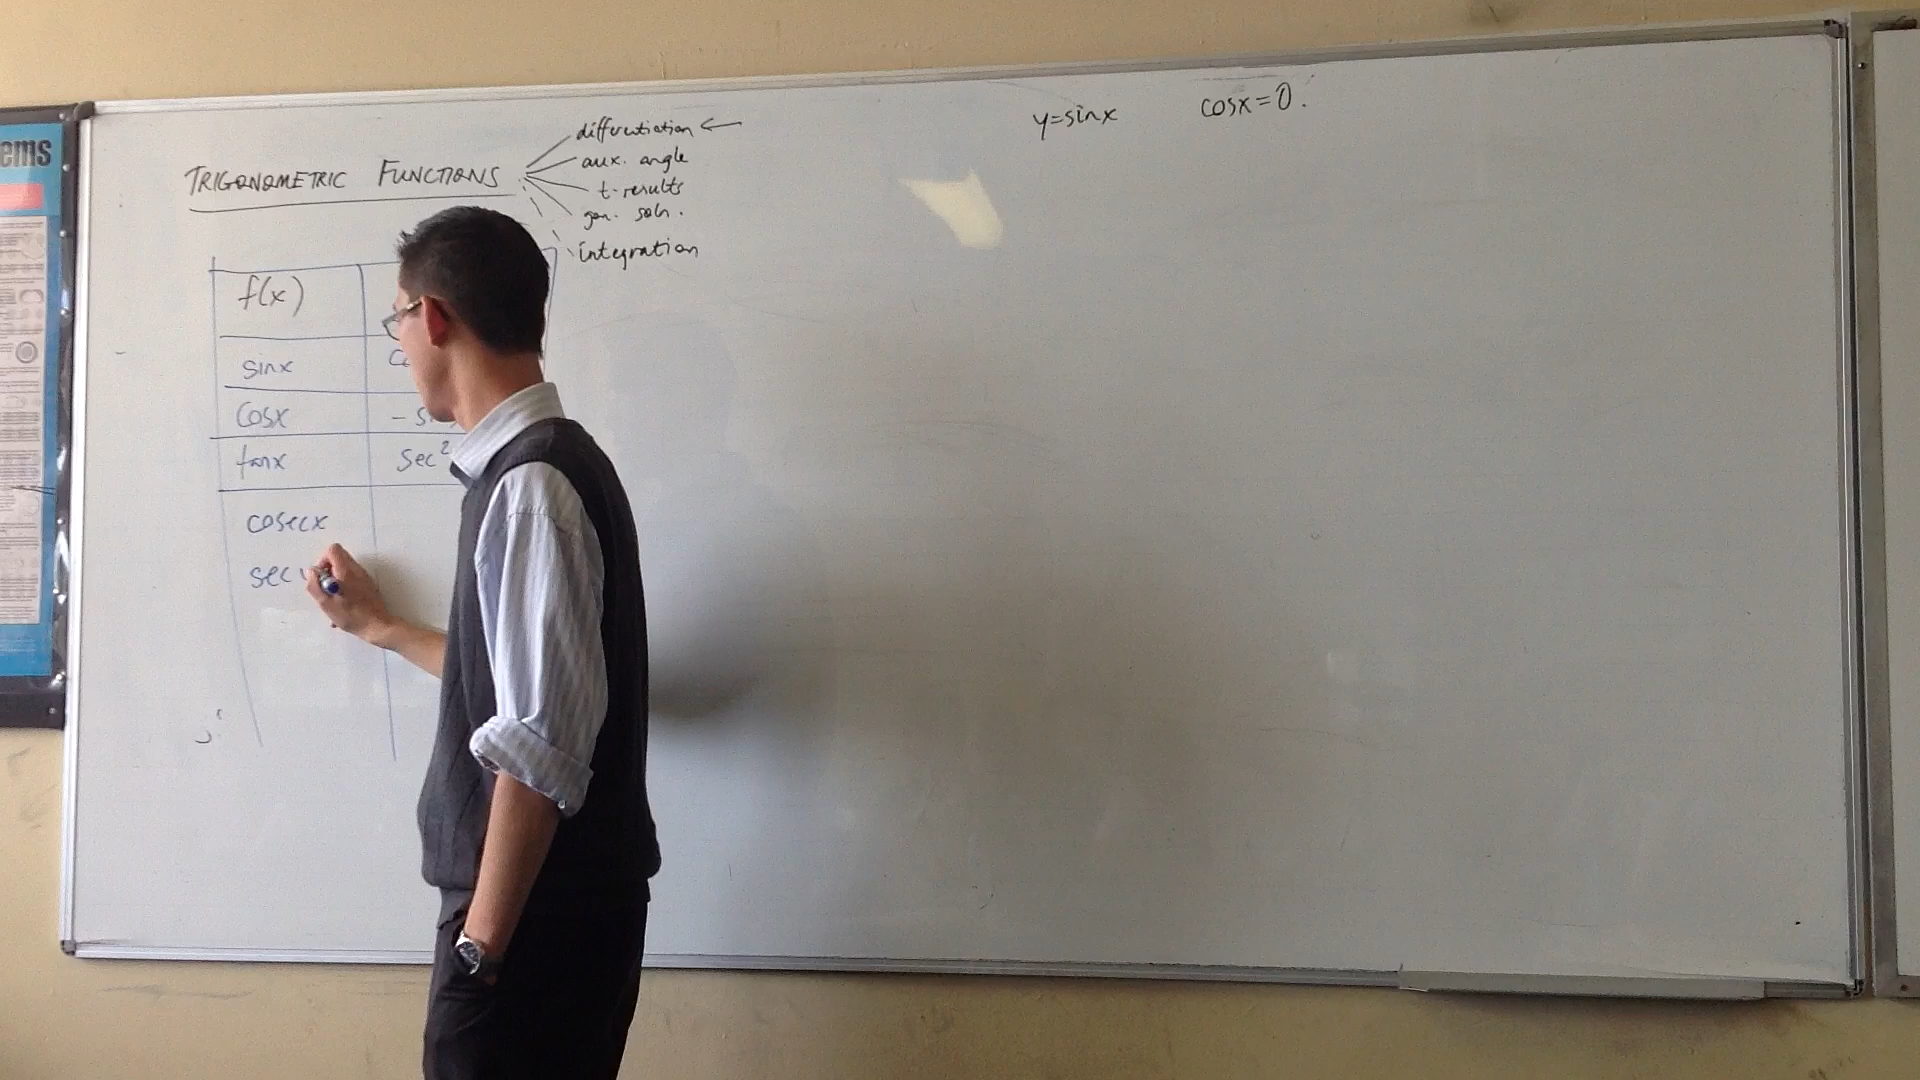 TRIGONOMETRIC FUNCTIONS
differentiation
aux. angle
t-results
gen. soln.
integration
y=sinx
cosx=0.
f(x)
sinx
cosx
- s
tanx
sec²
cosecx
sec
ems